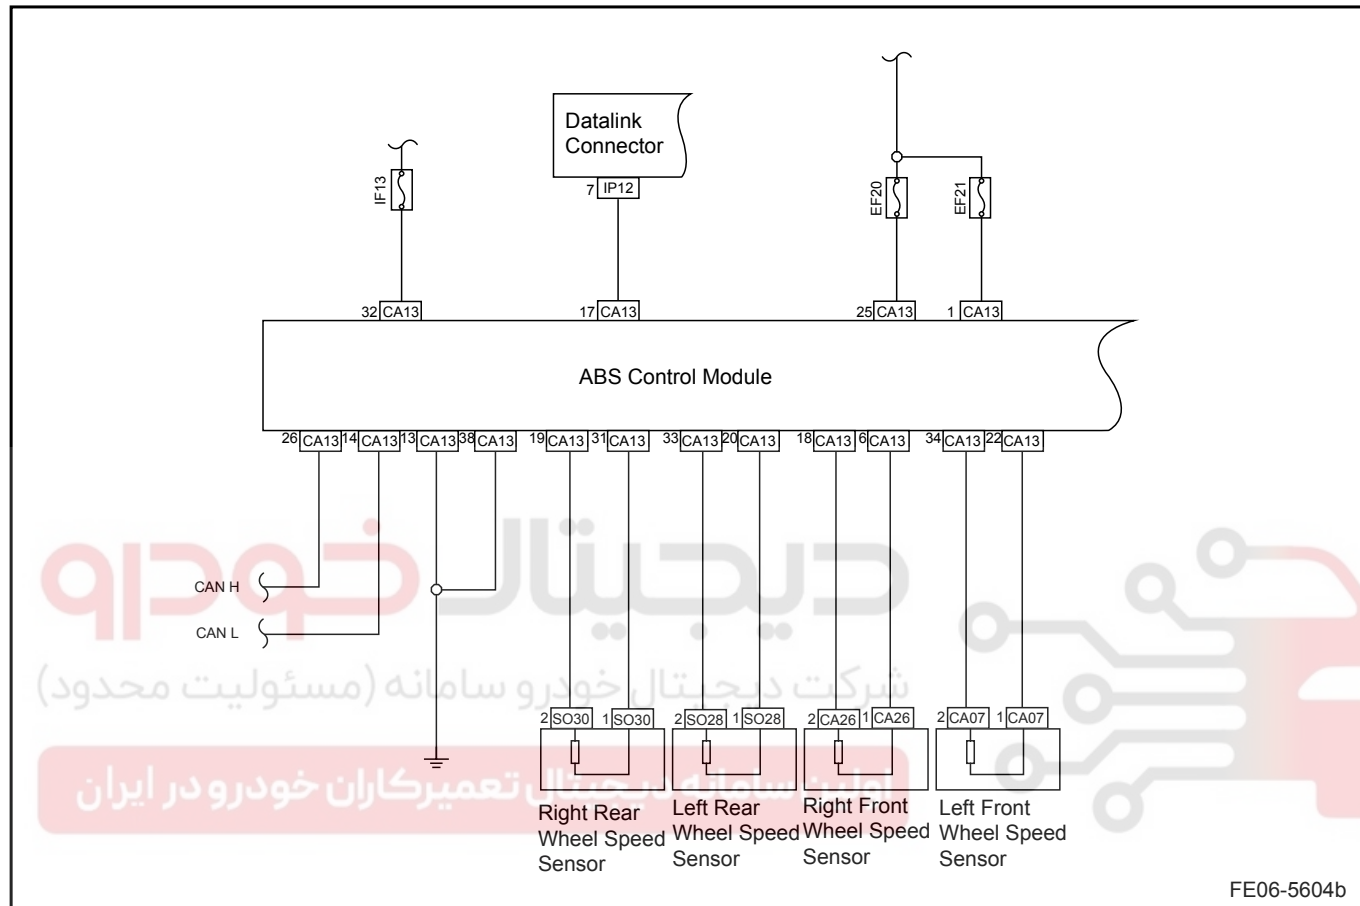 Datalink
Connector
7 IP12
IF13
EF20
EF21
32 CA13
17 CA13
25 CA13
1 CA13
ABS Control Module
26 CA13 14 CA13 13 CA13 38 CA13 19 CA13 31 CA13 33 CA13 20 CA13 18 CA13 6 CA13 34 CA13 22 CA13
CAN H
CAN L
دیجیتال خودرو
شرکت دیجیتال خودرو سامانه (مسئولیت محدود)
اولین سامانه دیجیتال تعمیرکاران خودرو در ایران
2 SO30 1 SO30 2 SO28 1 SO28 2 CA26 1 CA26 2 CA07 1 CA07
Right Rear
Wheel Speed
Sensor
Left Rear
Wheel Speed
Sensor
Right Front
Wheel Speed
Sensor
Left Front
Wheel Speed
Sensor
FE06-5604b